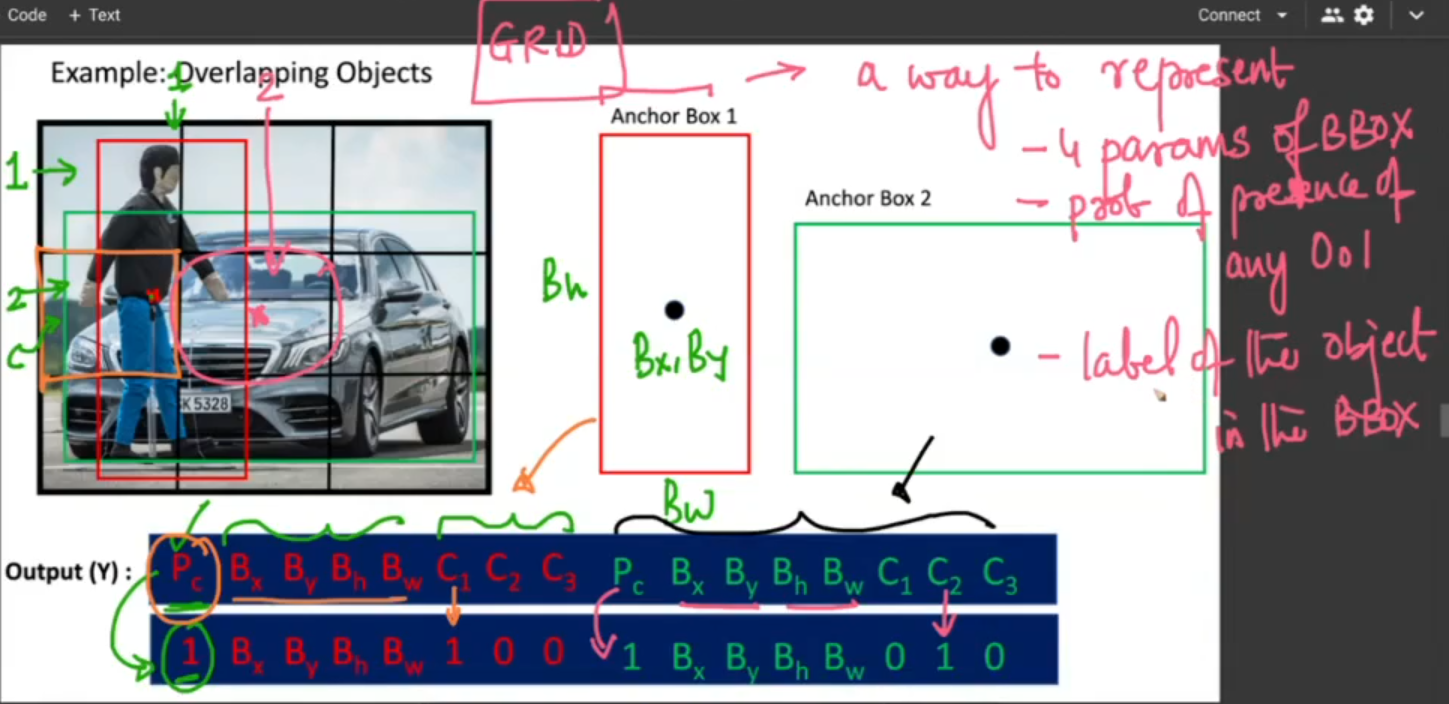 Code + Text Connect
GRID
Example: Overlapping Objects
1
2
a way to represent
- 4 params of BBOX
- prob of presence of
any OoI
- label of the object
in the BBOX
Anchor Box 1
Anchor Box 2
1
2
C
K 5328
Bh
Bx, By
Bw
Output (Y) : Pc Bx By Bh Bw C1 C2 C3 Pc Bx By Bh Bw C1 C2 C3
1 Bx By Bh Bw 1 0 0 1 Bx By Bh Bw 0 1 0